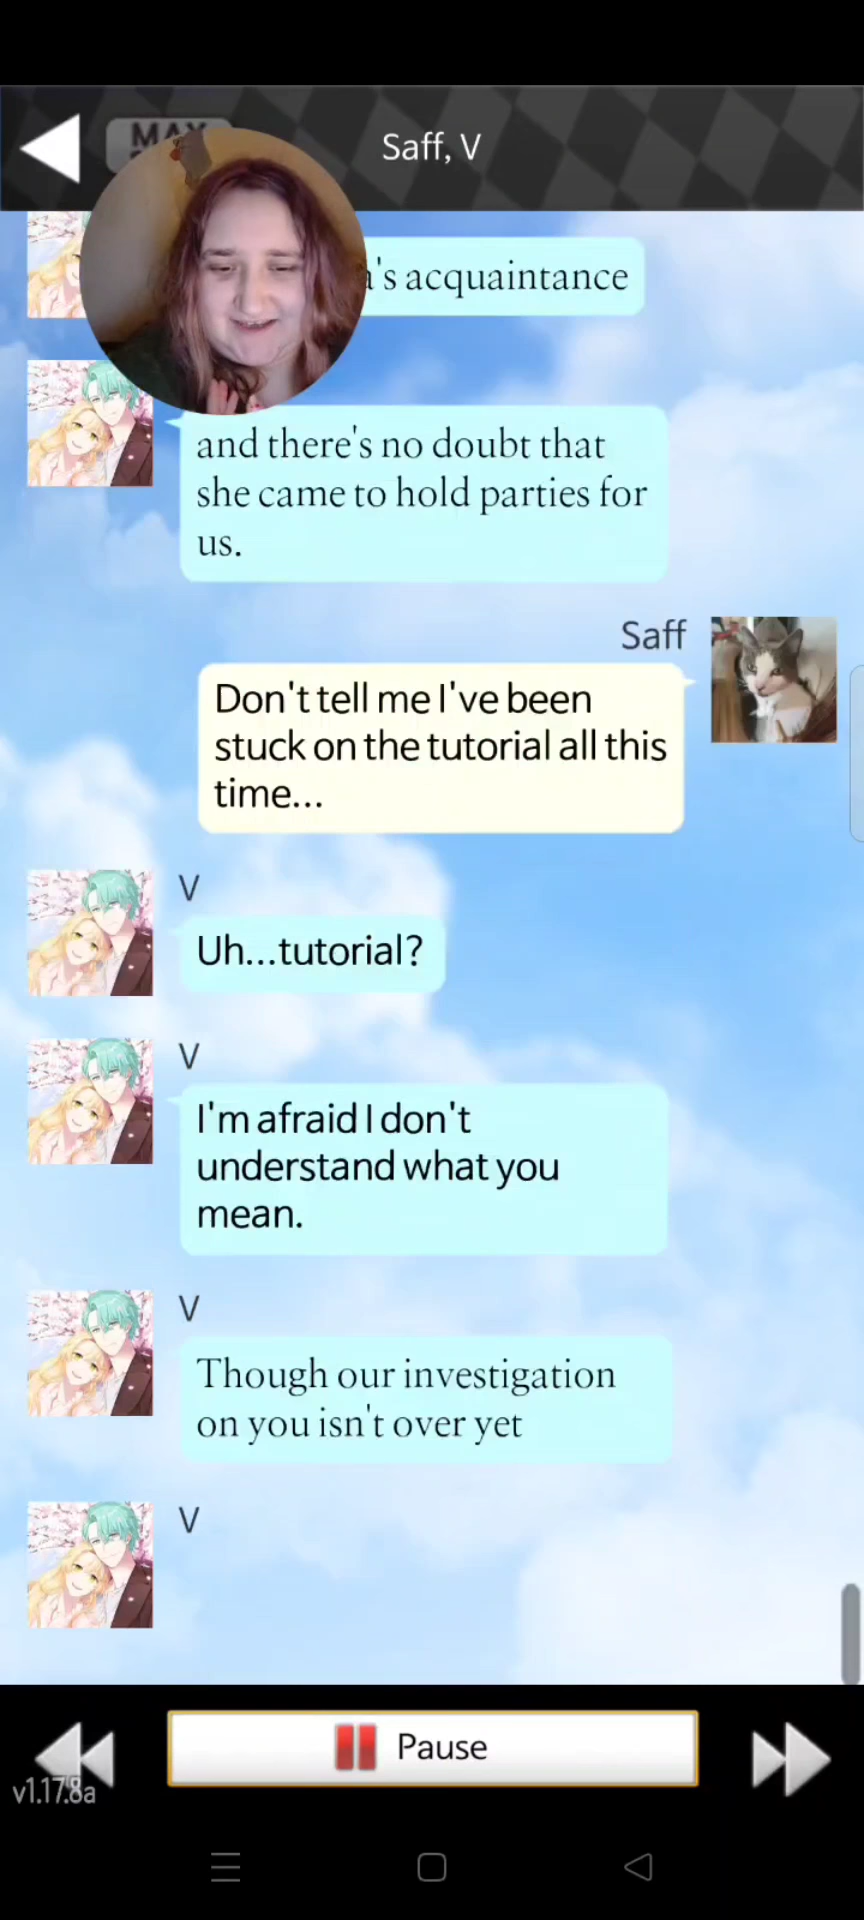 MAX
Saff, V
's acquaintance
and there's no doubt that
she came to hold parties for
us.
Saff
Don't tell me I've been
stuck on the tutorial all this
time...
V
Uh...tutorial?
V
I'm afraid I don't
understand what you
mean.
V
Though our investigation
on you isn't over yet
V
Pause
v1.17.8a